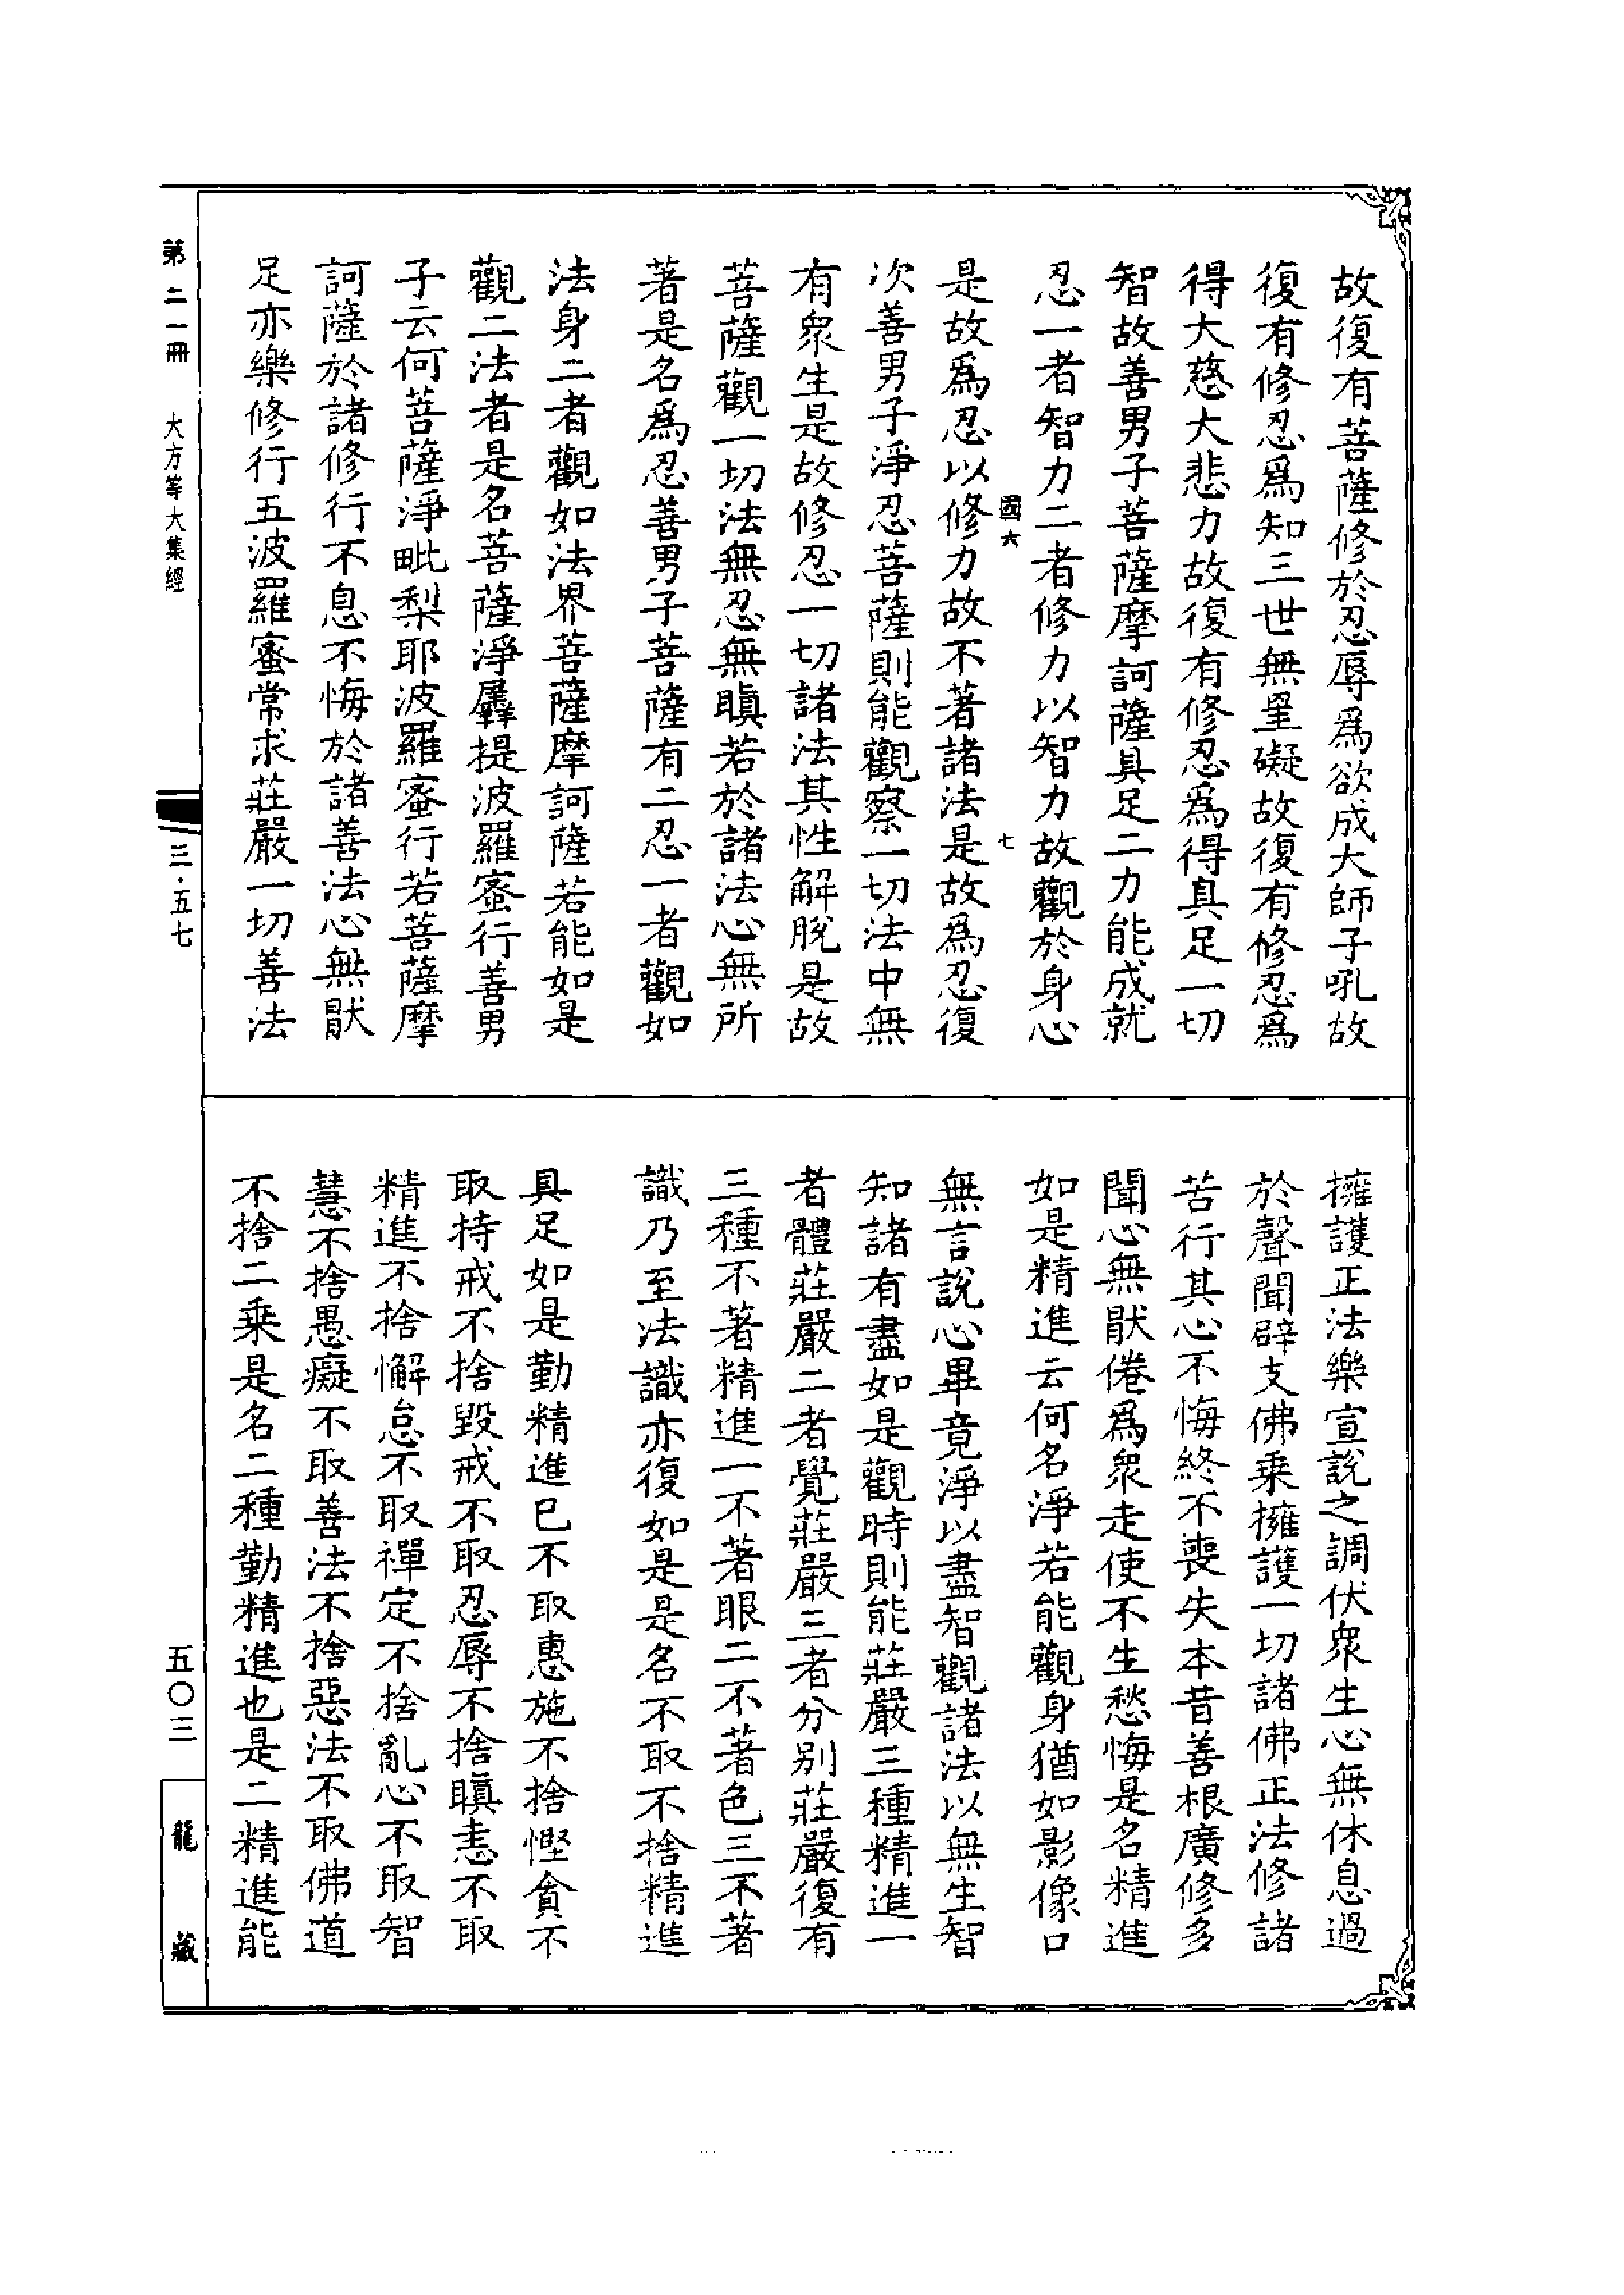 故復有菩薩修於忍辱爲欲成大師子吼故
復有修忍爲知三世無罣礙故復有修忍爲
得大慈大悲力故復有修忍爲得具足一切
智故善男子菩薩摩訶薩具足二力能成就
忍一者智力二者修力以智力故觀於身心
國六 七
是故爲忍以修力故不著諸法是故爲忍復
次善男子淨忍菩薩則能觀察一切法中無
有衆生是故修忍一切諸法其性解脫是故
菩薩觀一切法無忍無瞋若於諸法心無所
著是名爲忍善男子菩薩有二忍一者觀如
法身二者觀如法界菩薩摩訶薩若能如是
觀二法者是名菩薩淨羼提波羅蜜行善男
子云何菩薩淨毗梨耶波羅蜜行若菩薩摩
訶薩於諸修行不息不悔於諸善法心無猒
足亦樂修行五波羅蜜常求莊嚴一切善法
擁護正法樂宣說之調伏衆生心無休息過
於聲聞辟支佛乘擁護一切諸佛正法修諸
苦行其心不悔終不喪失本昔善根廣修多
聞心無猒倦爲衆走使不生愁悔是名精進
如是精進云何名淨若能觀身猶如影像口
無言說心畢竟淨以盡智觀諸法以無生智
知諸有盡如是觀時則能莊嚴三種精進一
者體莊嚴二者覺莊嚴三者分别莊嚴復有
三種不著精進一不著眼二不著色三不著
識乃至法識亦復如是是名不取不捨精進
具足如是勤精進已不取惠施不捨慳貪不
取持戒不捨毀戒不取忍辱不捨瞋恚不取
精進不捨懈怠不取禪定不捨亂心不取智
慧不捨愚癡不取善法不捨惡法不取佛道
不捨二乘是名二種勤精進也是二精進能
第二一冊 大方等大集經 三·五七 五〇三 龍藏